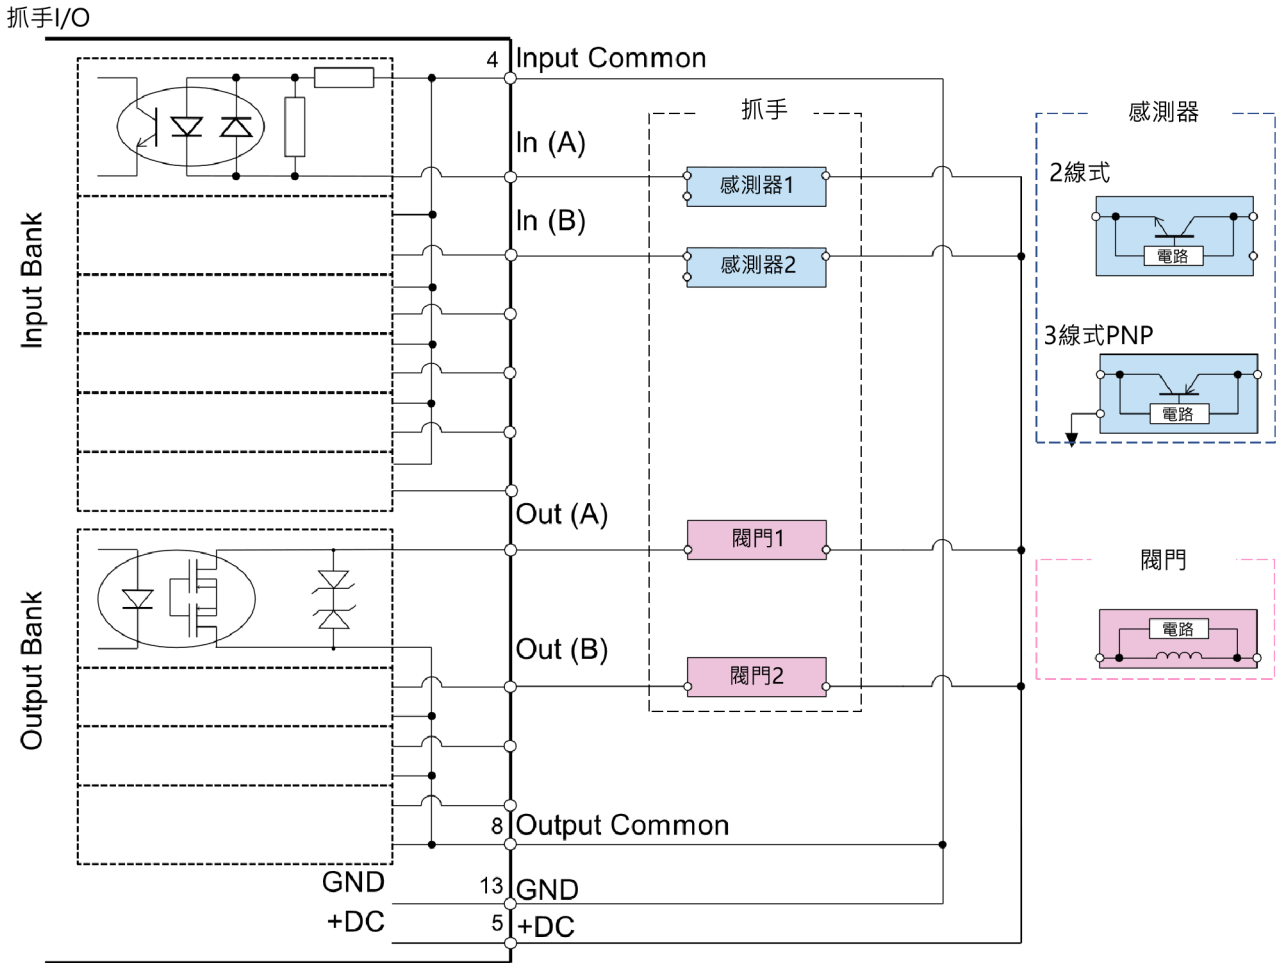 抓手I/O
4 Input Common
抓手
感測器
In (A)
感測器1
2線式
In (B)
電路
感測器2
Input Bank
3線式PNP
電路
Out (A)
閥門1
閥門
Output Bank
電路
Out (B)
閥門2
8 Output Common
GND 13 GND
+DC 5 +DC